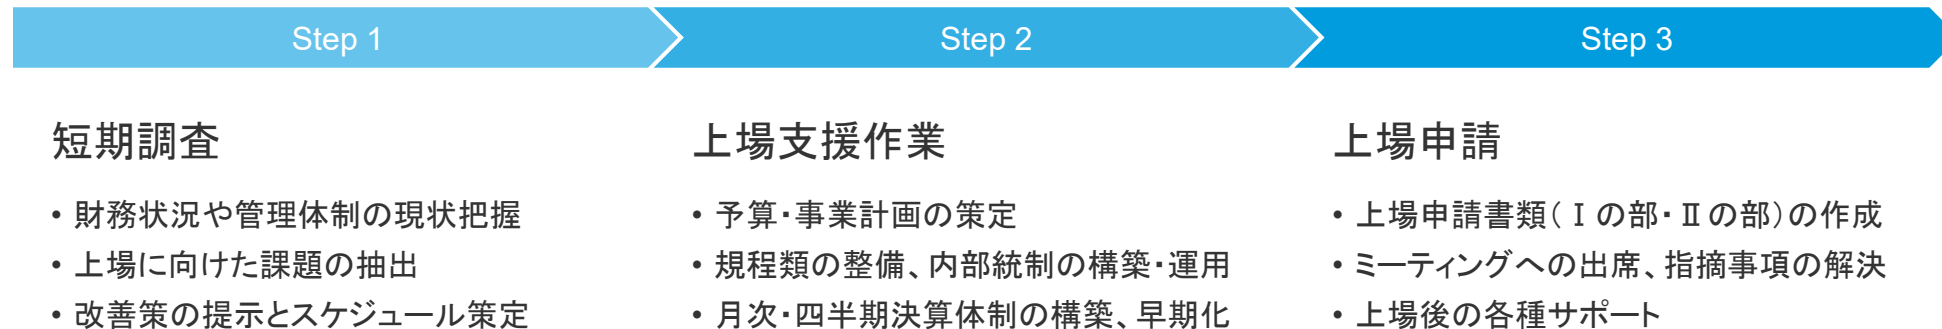 Step 1
Step 2
Step 3
短期調査
• 財務状況や管理体制の現状把握
• 上場に向けた課題の抽出
• 改善策の提示とスケジュール策定
上場支援作業
• 予算・事業計画の策定
• 規程類の整備、内部統制の構築・運用
• 月次・四半期決算体制の構築、早期化
上場申請
• 上場申請書類（Ⅰの部・Ⅱの部）の作成
• ミーティングへの出席、指摘事項の解決
• 上場後の各種サポート